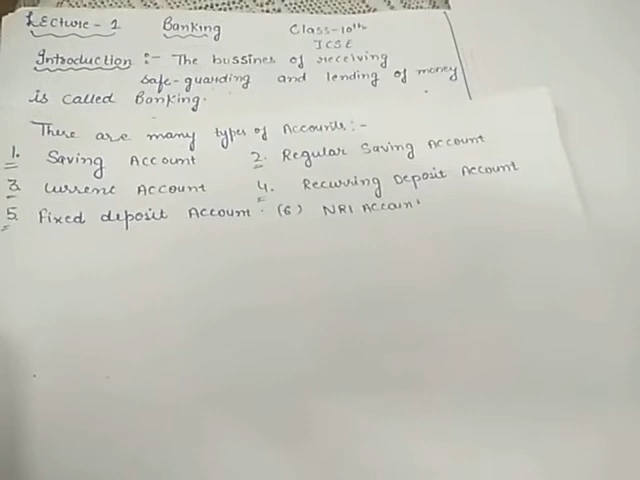 Lecture - 1 Banking Class-10th
ICSE
Introduction :- The bussines of receiving
safe-guarding and lending of money
is called Banking.
There are many types of Accounts:-
1. Saving Account 2. Regular Saving Account
3. Current Account 4. Recurring Deposit Account
5. Fixed deposit Account. (6) NRI Account